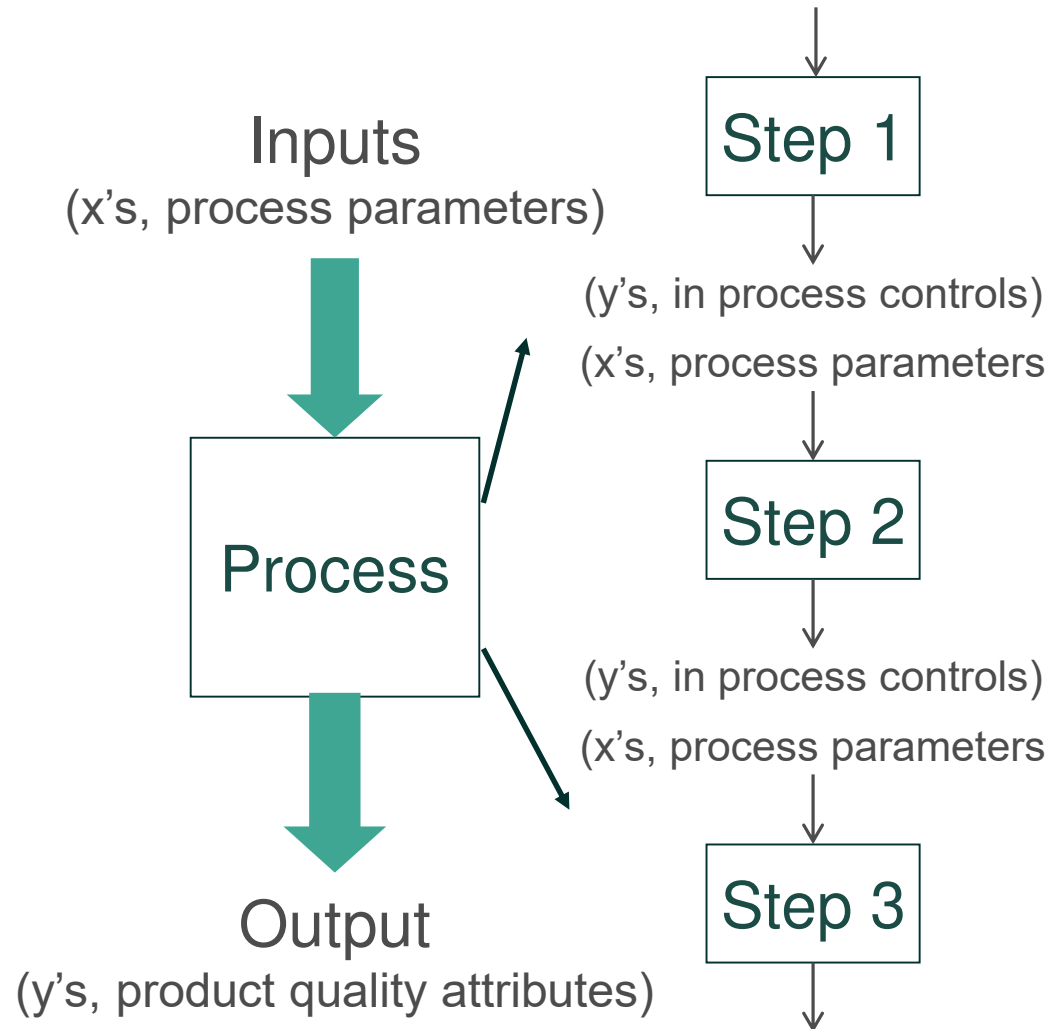 Inputs
(x's, process parameters)
Process
Output
(y's, product quality attributes)
Step 1
(y's, in process controls)
(x's, process parameters
Step 2
(y's, in process controls)
(x's, process parameters
Step 3